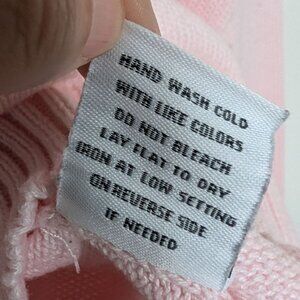 HAND WASH COLD
WITH LIKE COLORS
DO NOT BLEACH
LAY FLAT TO DRY
IRON AT LOW SETTING
ON REVERSE SIDE
IF NEEDED